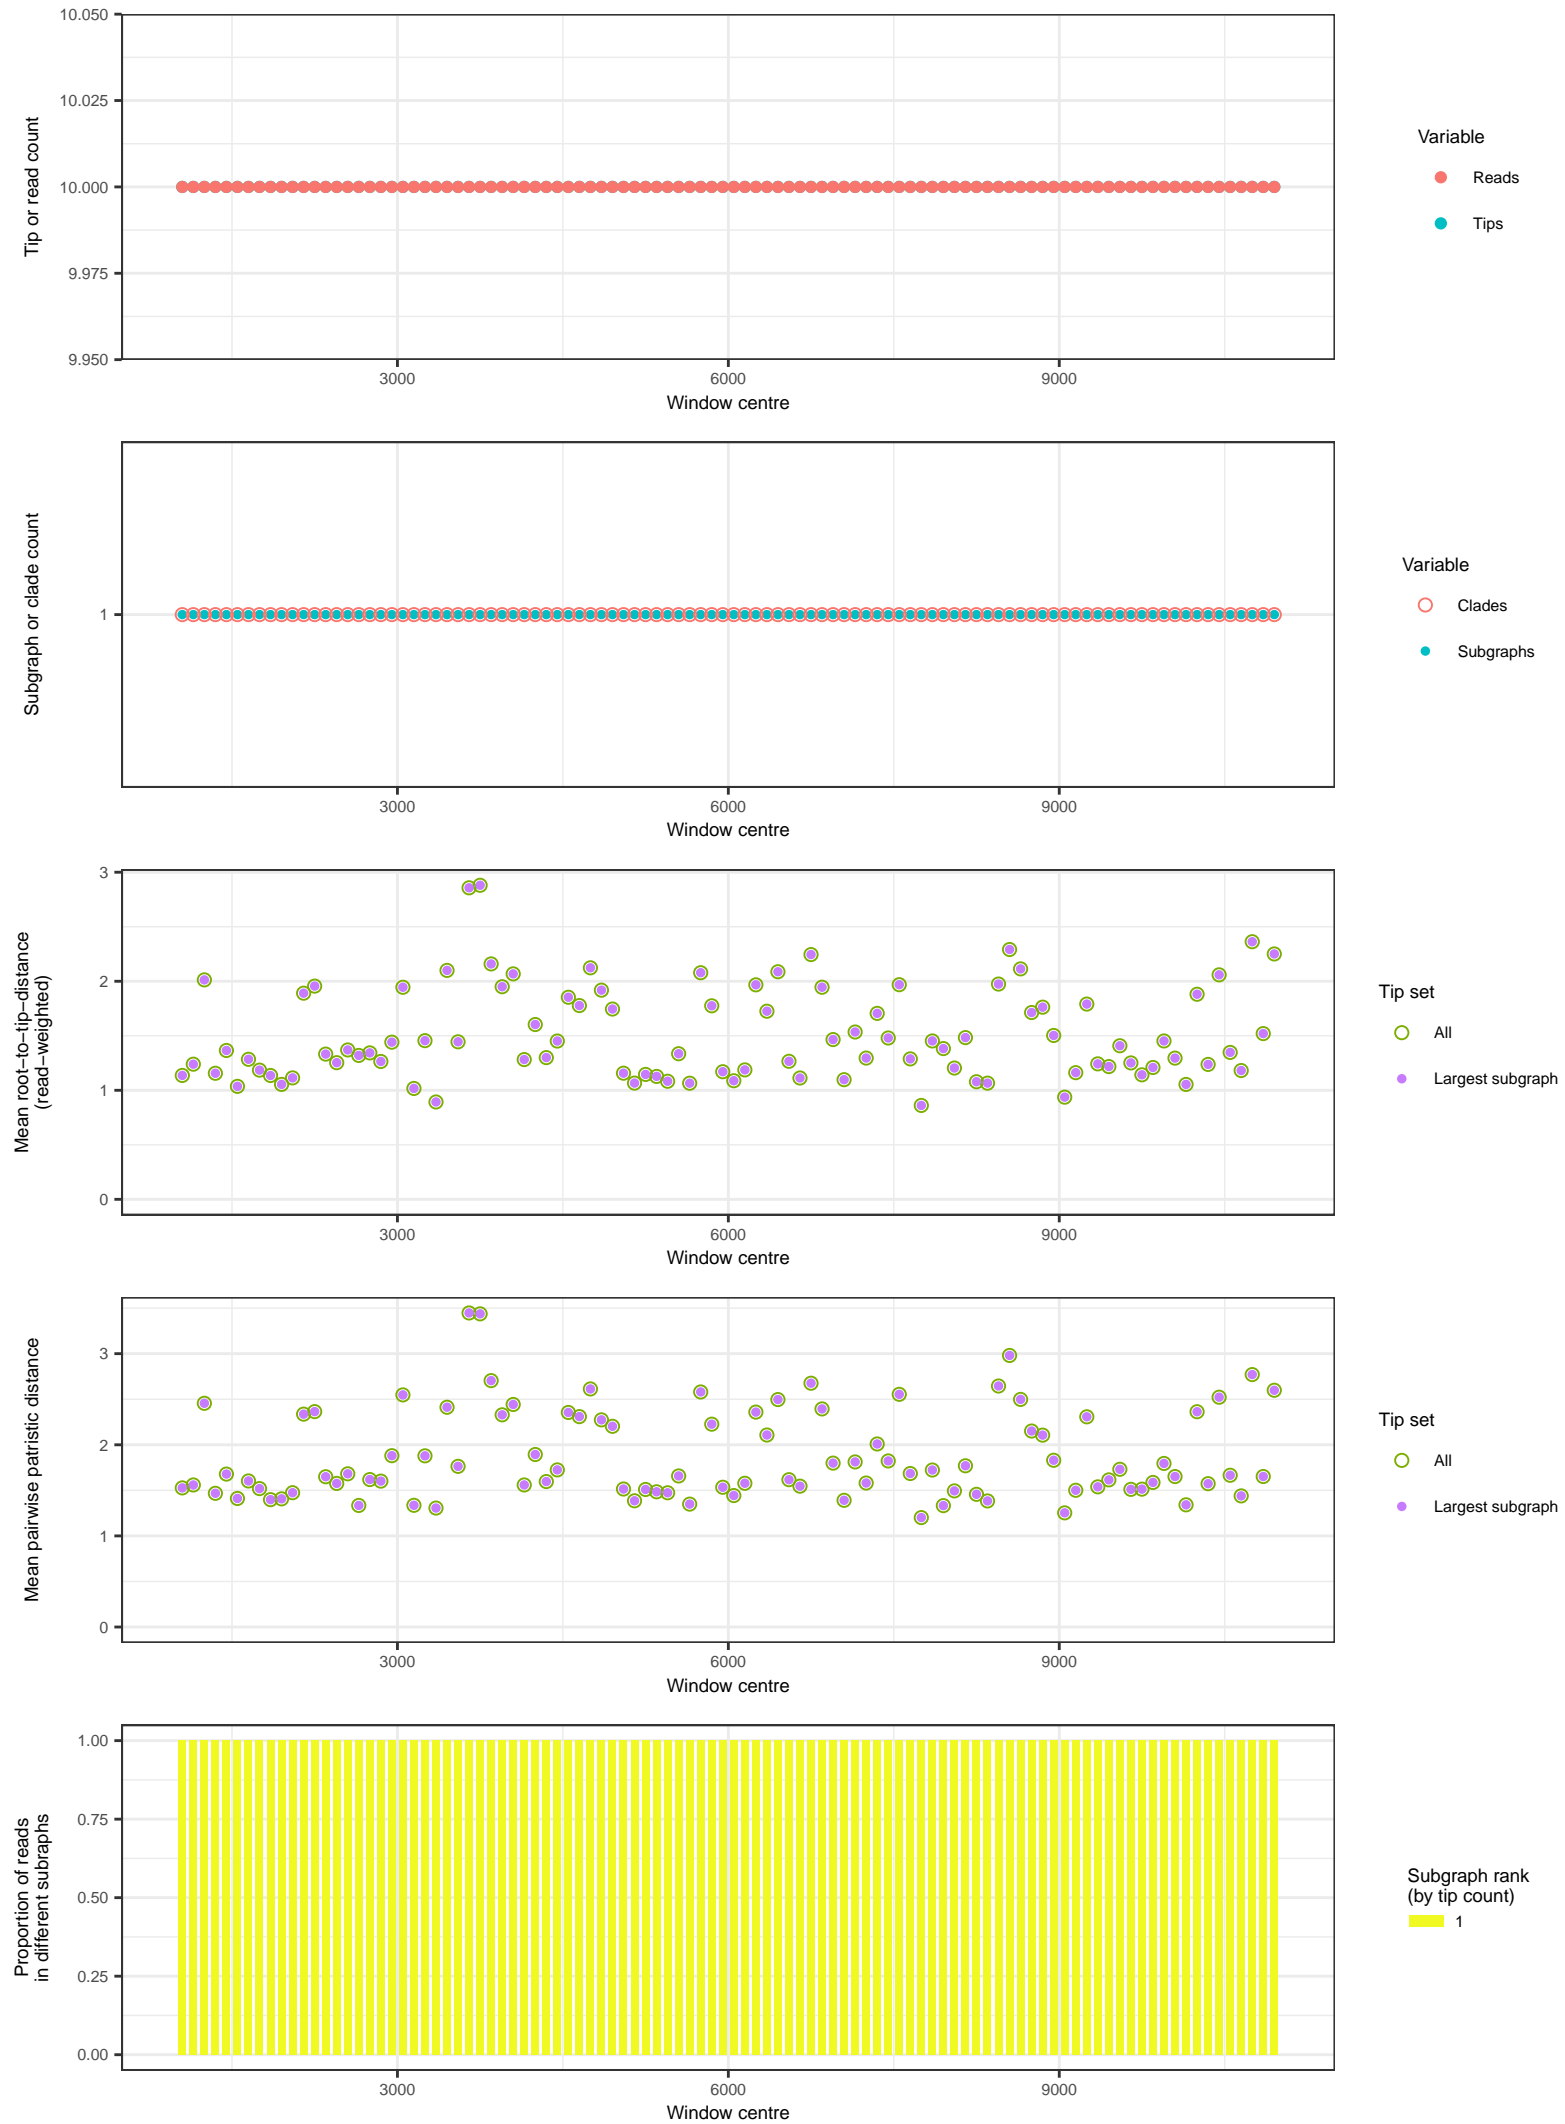 10.050
10.025
10.000
9.975
9.950
Tip or read count
3000
6000
9000
Window centre
Variable
Reads
Tips
1
Subgraph or clade count
3000
6000
9000
Window centre
Variable
Clades
Subgraphs
3
2
1
0
Mean root−to−tip−distance
(read−weighted)
3000
6000
9000
Window centre
Tip set
All
Largest subgraph
3
2
1
0
Mean pairwise patristic distance
3000
6000
9000
Window centre
Tip set
All
Largest subgraph
1.00
0.75
0.50
0.25
0.00
Proportion of reads
in different subraphs
3000
6000
9000
Window centre
Subgraph rank
(by tip count)
1